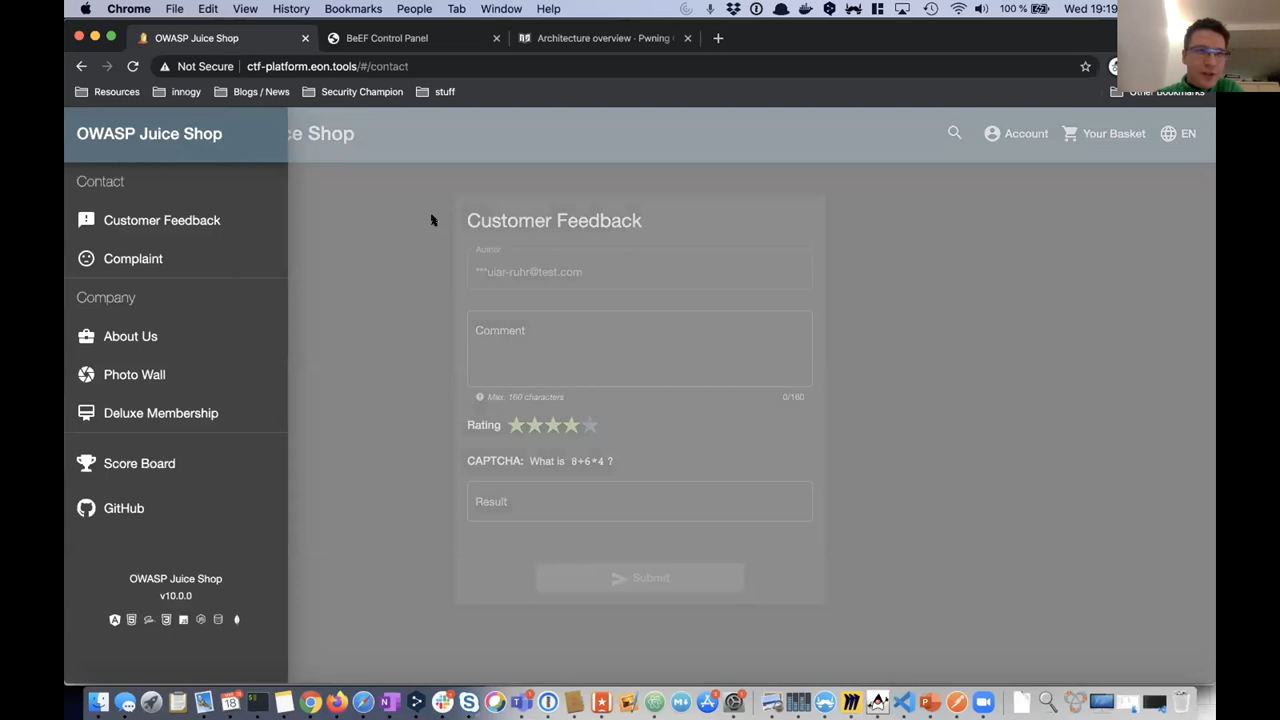 Chrome File Edit View History Bookmarks People Tab Window Help 100 % Wed 19:19
OWASP Juice Shop BeEF Control Panel Architecture overview - Pwning
Not Secure ctf-platform.eon.tools/#/contact
Resources innogy Blogs / News Security Champion stuff Other Bookmarks
OWASP Juice Shop ce Shop Account Your Basket EN
Contact
Customer Feedback
Complaint
Company
About Us
Photo Wall
Deluxe Membership
Score Board
GitHub
OWASP Juice Shop
v10.0.0
Customer Feedback
Author
***uiar-ruhr@test.com
Comment
Max. 160 characters 0/160
Rating
CAPTCHA: What is 8+6*4 ?
Result
Submit
18